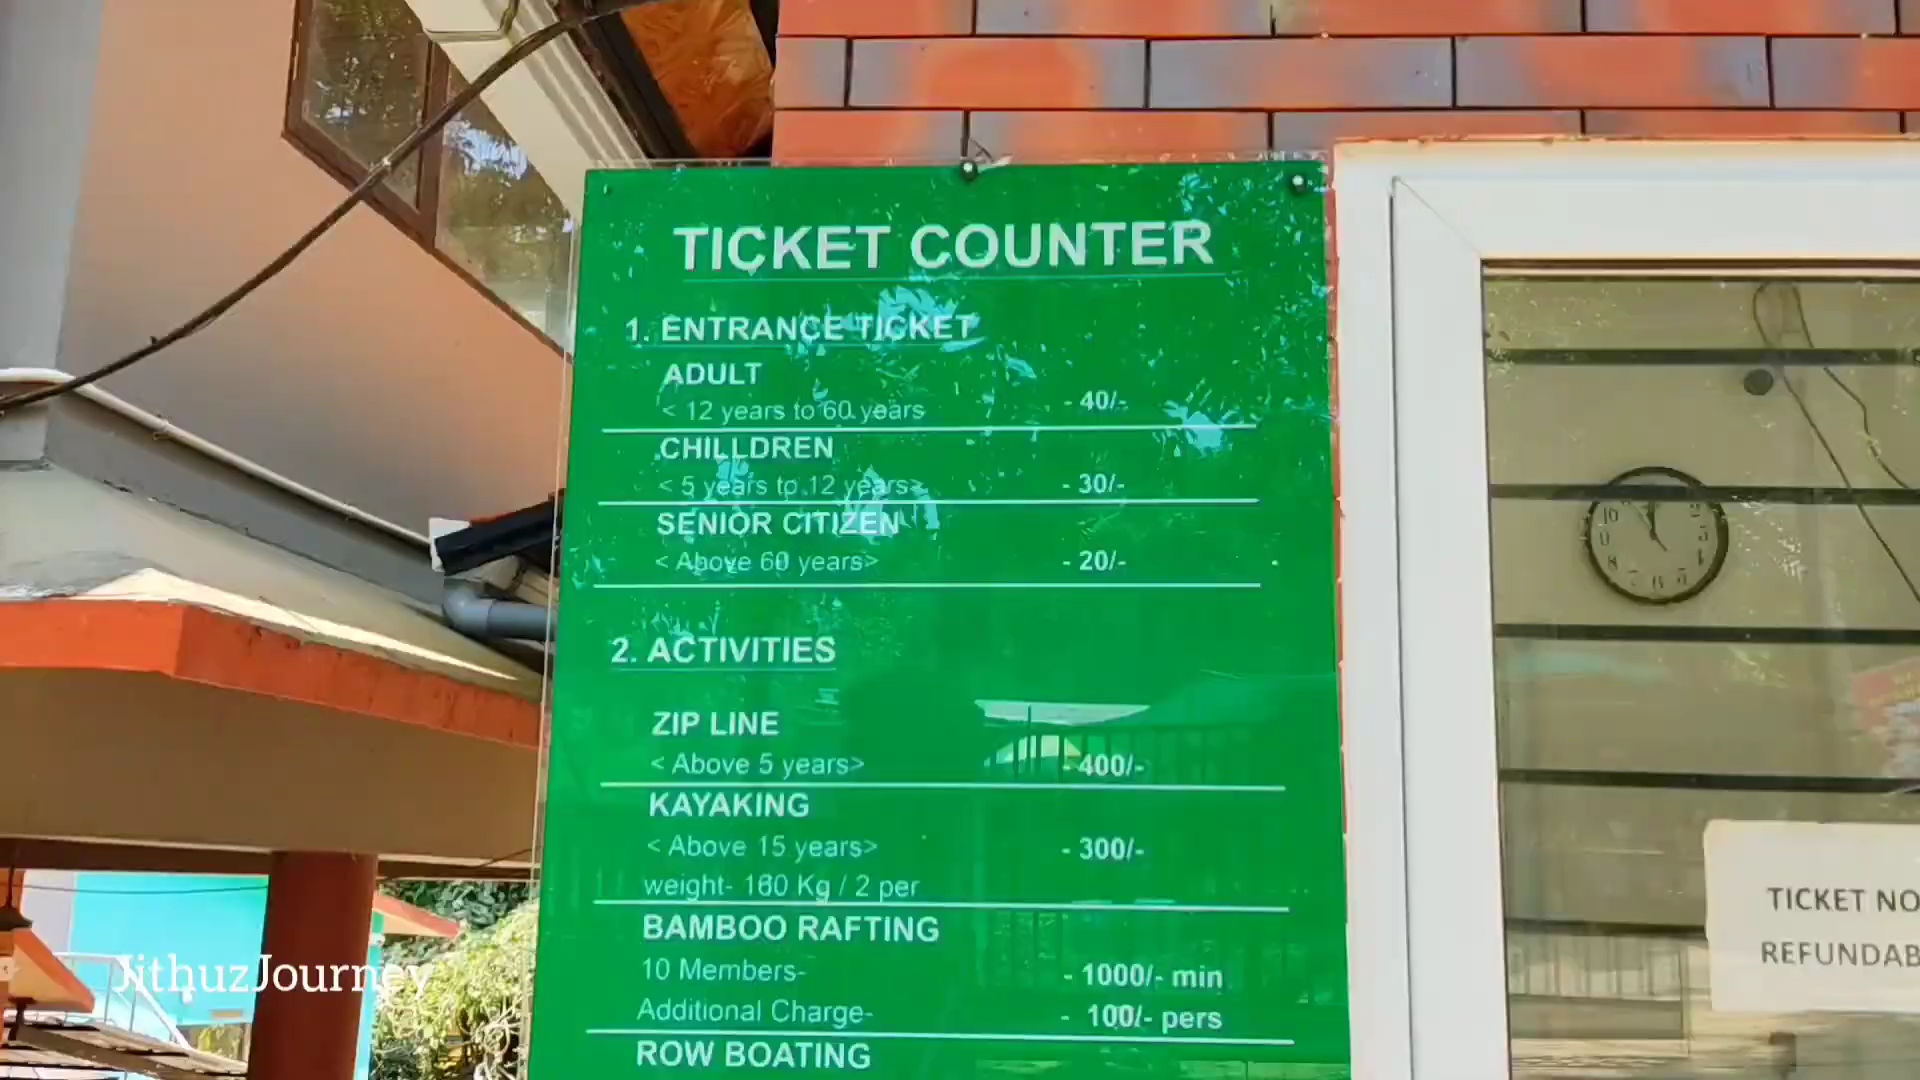 TICKET COUNTER
1. ENTRANCE TICKET
ADULT
< 12 years to 60 years - 40/-
CHILLDREN
< 5 years to 12 years> - 30/-
SENIOR CITIZEN
< Above 60 years> - 20/-
2. ACTIVITIES
ZIP LINE
< Above 5 years> - 400/-
KAYAKING
< Above 15 years> - 300/-
weight- 160 Kg / 2 per
BAMBOO RAFTING
10 Members- - 1000/- min
Additional Charge- - 100/- pers
ROW BOATING
TICKET NO
REFUNDAB
JithuzJourney